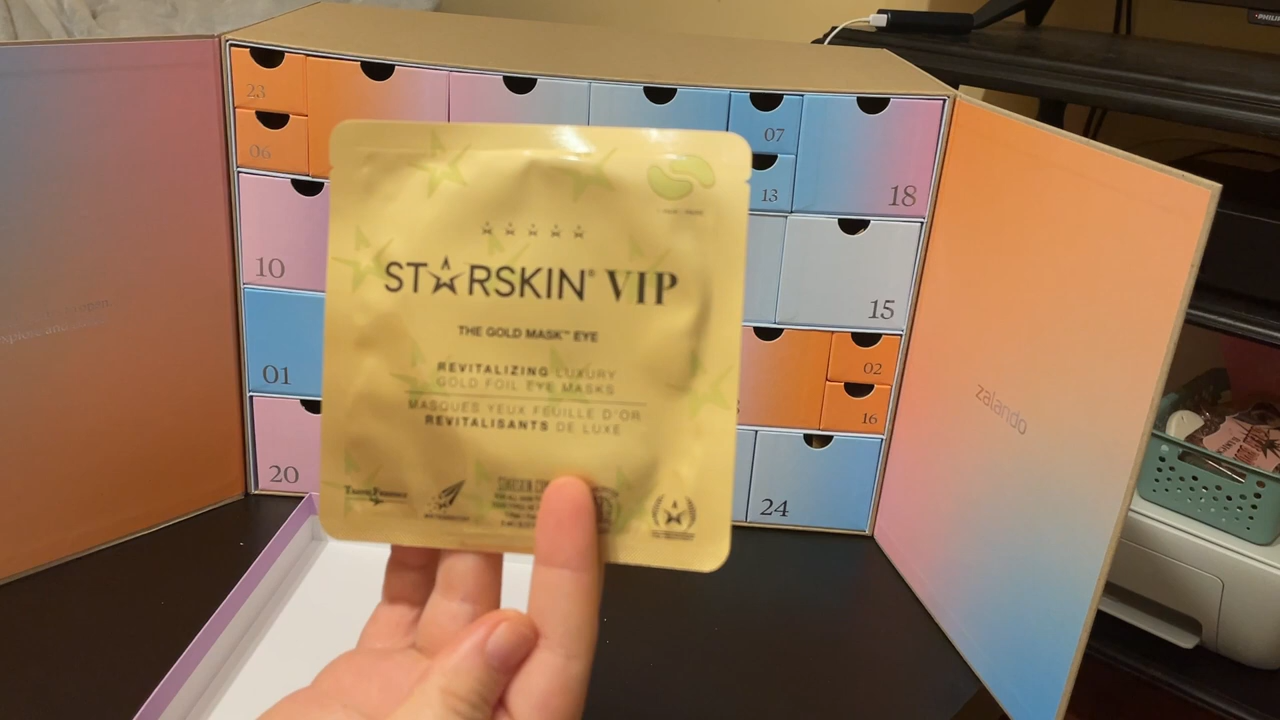 23
06
07
13
18
10
15
01
02
16
20
24
zalando
STARSKIN® VIP
THE GOLD MASK™ EYE
REVITALIZING LUXURY
GOLD FOIL EYE MASKS
MASQUES YEUX FEUILLE D'OR
REVITALISANTS DE LUXE
PHILIPS